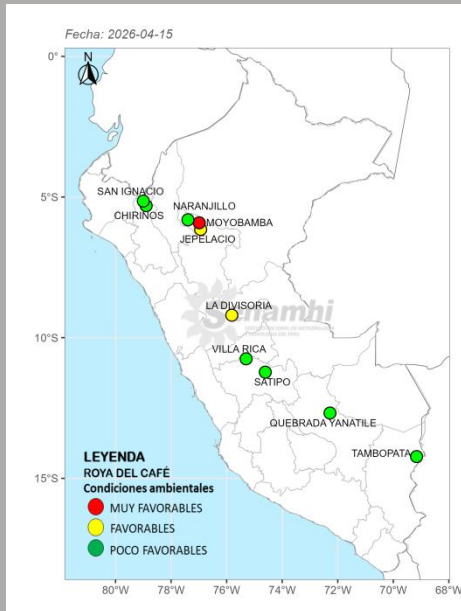 Fecha: 2026-04-15
0°
N
5°S
10°S
15°S
SAN IGNACIO
CHIRINOS
NARANJILLO
MOYOBAMBA
JEPELACIO
LA DIVISORIA
Senamhi
VILLA RICA
SATIPO
QUEBRADA YANATILE
TAMBOPATA
LEYENDA
ROYA DEL CAFÉ
Condiciones ambientales
MUY FAVORABLES
FAVORABLES
POCO FAVORABLES
80°W 78°W 76°W 74°W 72°W 70°W 68°W